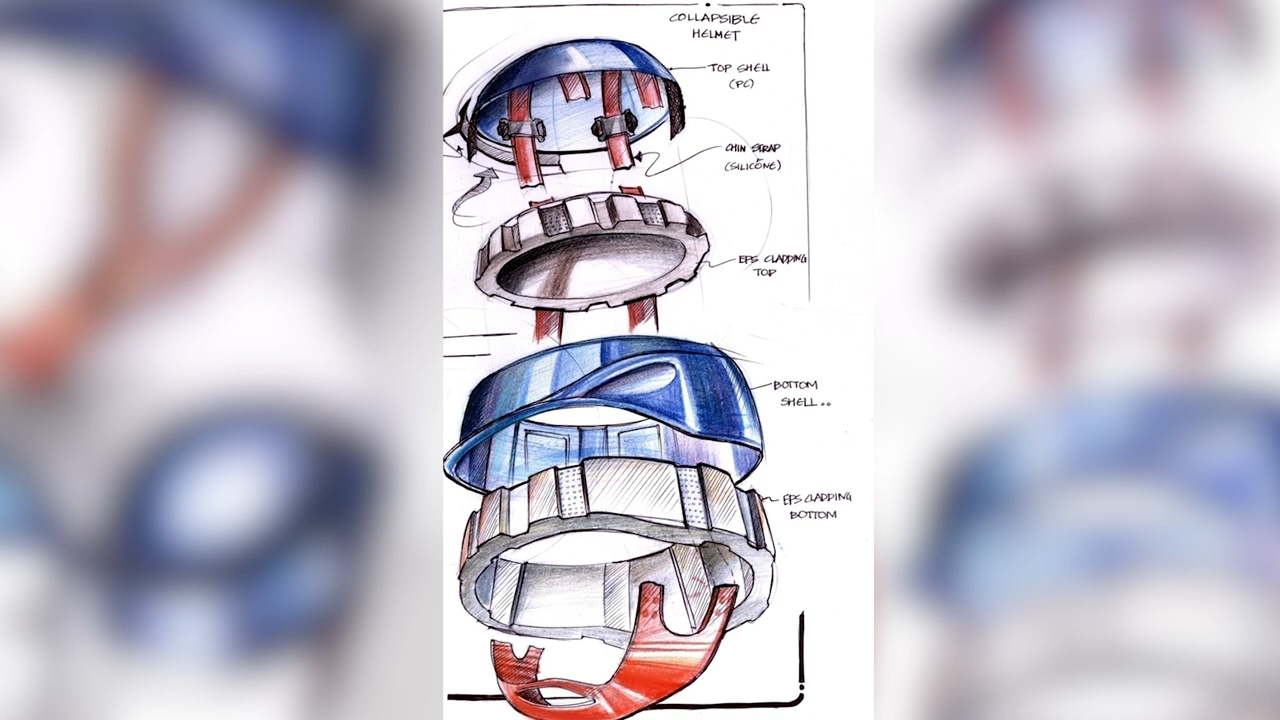 COLLAPSIBLE
HELMET
TOP SHELL
(PC)
CHIN STRAP
(SILICONE)
EPS CLADDING
TOP
BOTTOM
SHELL..
EPS CLADDING
BOTTOM